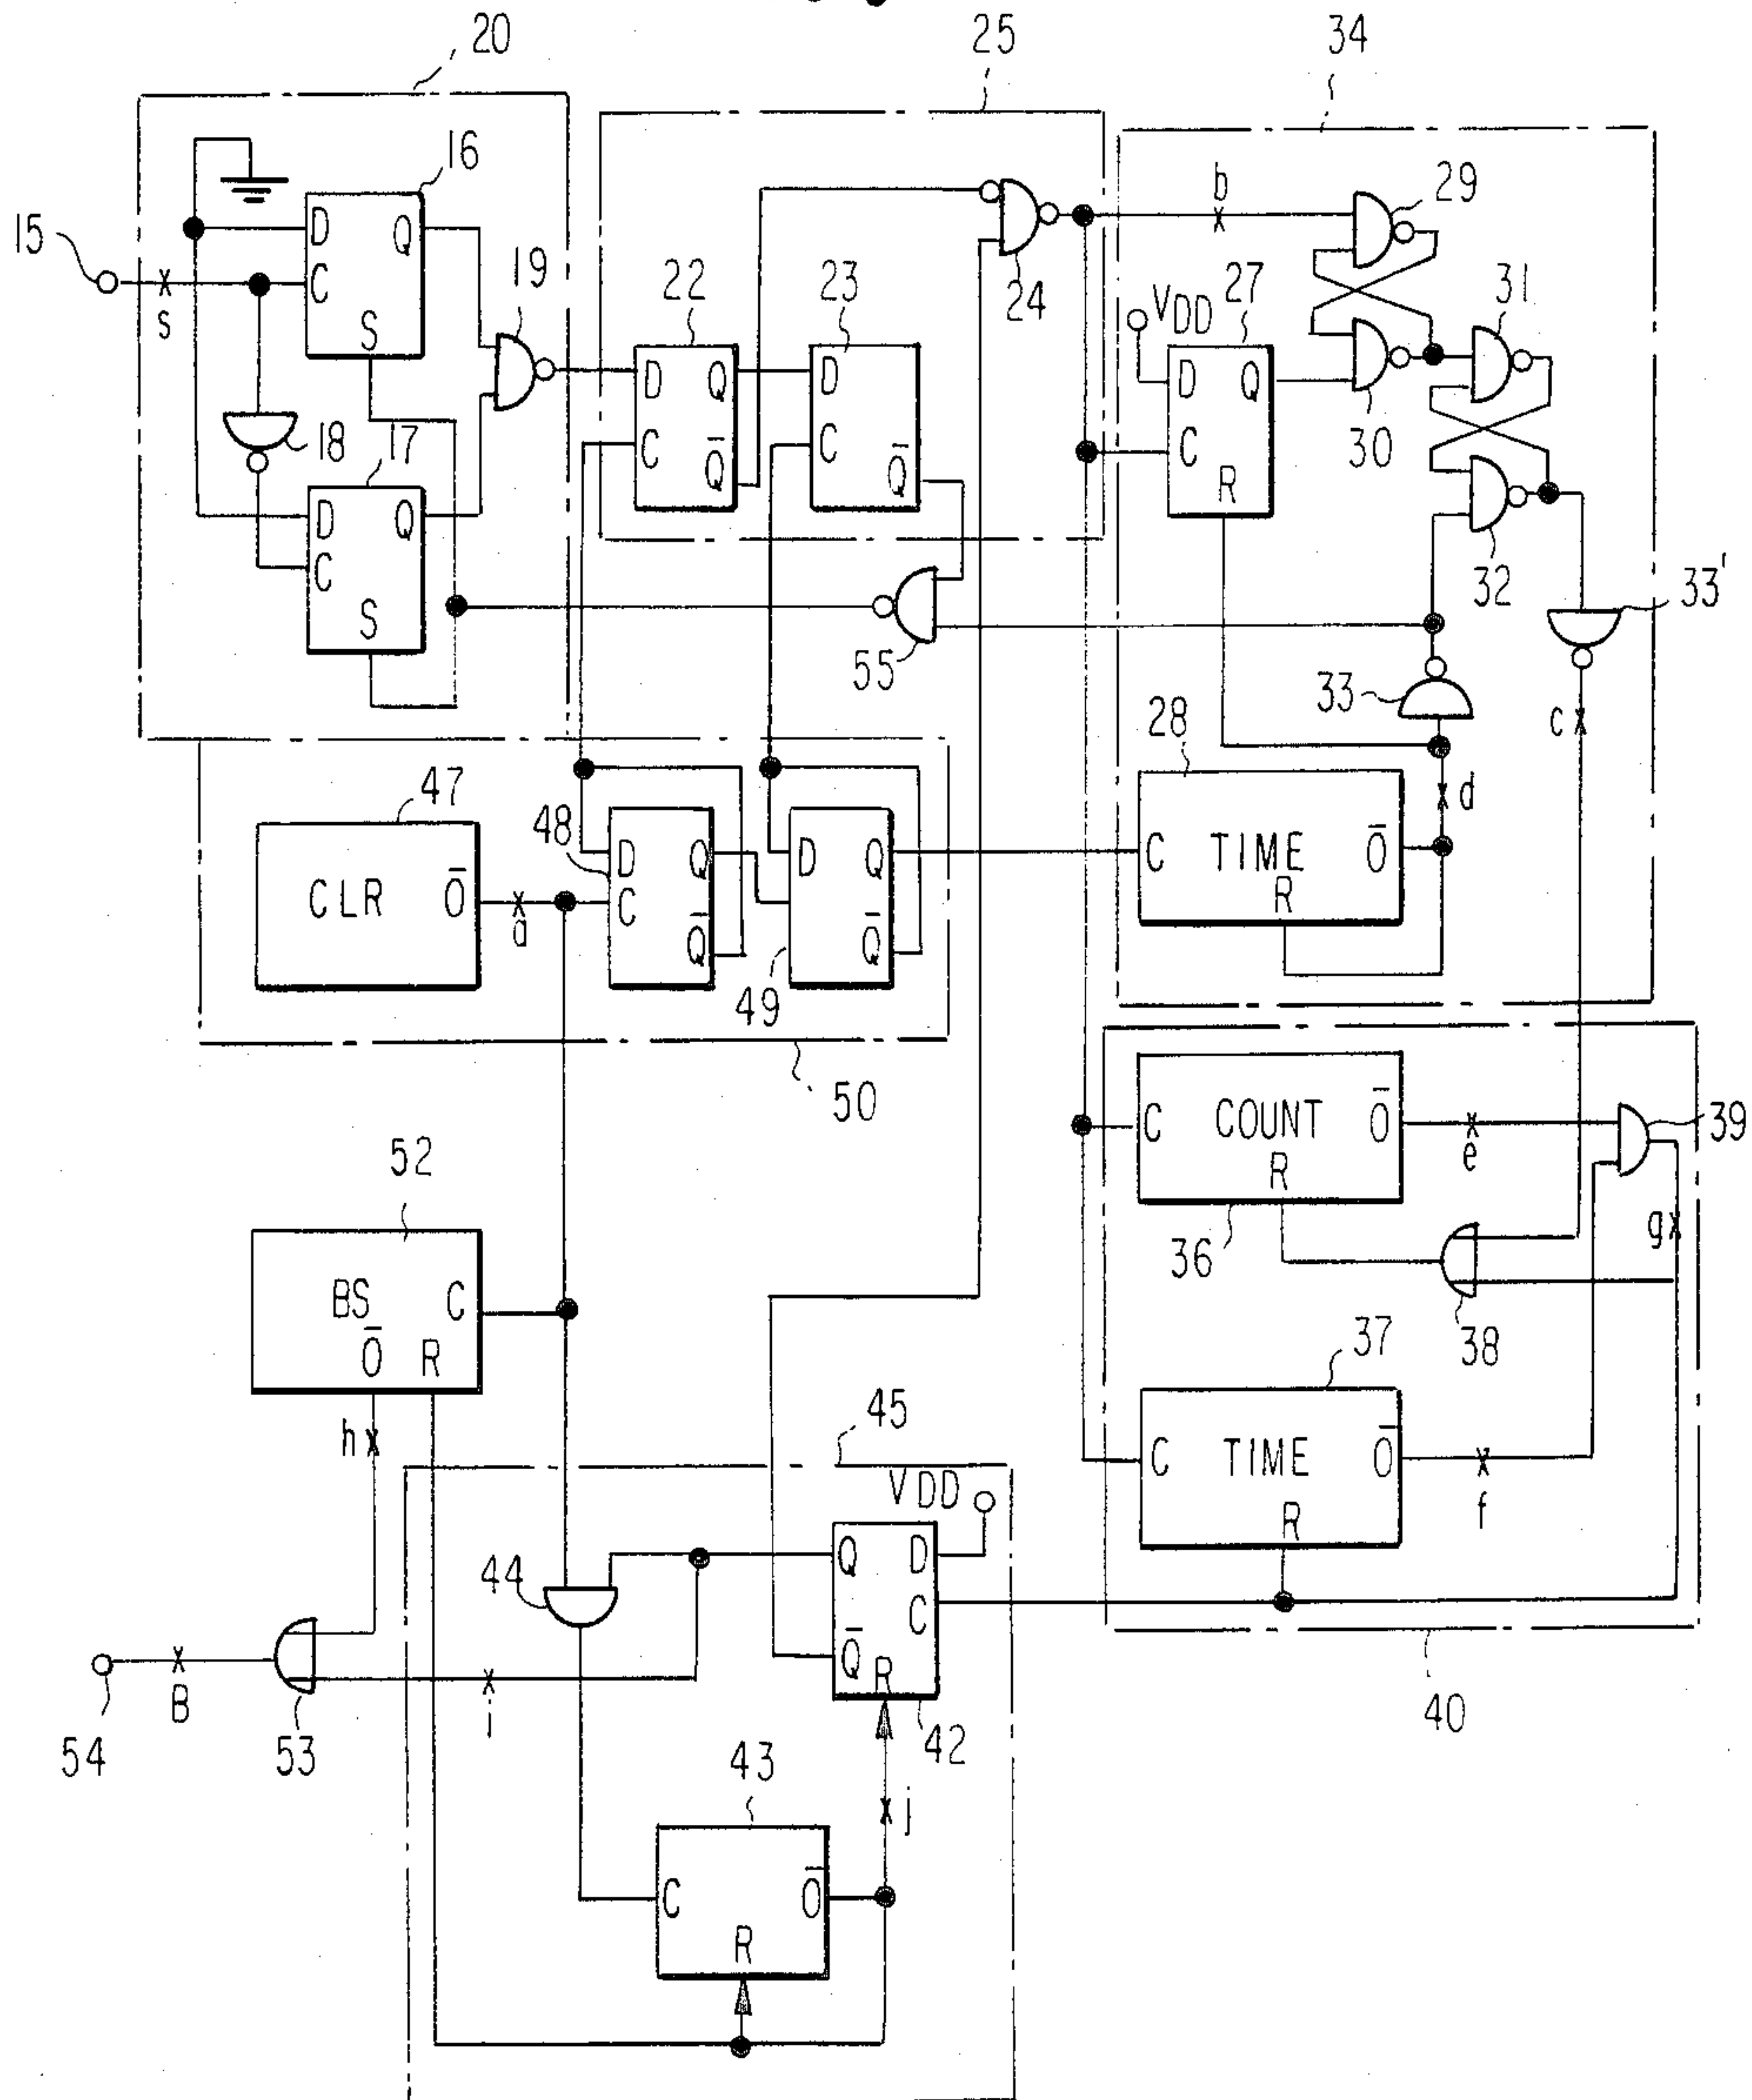 20
25
34
16
D Q
C
S
15
s
19
18
17
D Q
C
S
22
D Q
C
Q̅
23
D
C
Q̅
24
b
29
VDD
27
D Q
C
R
30
31
32
33'
55
33
c
28
d
C TIME O̅
R
47
CLR O̅
a
48
D Q
C
Q̅
49
D Q
Q̅
50
52
BS C
O̅ R
h
36
C COUNT O̅
R
e
39
g
38
37
C TIME O̅
R
f
40
45
VDD
44
Q D
C
Q̅ R
42
54
B
53
i
43
j
C O̅
R